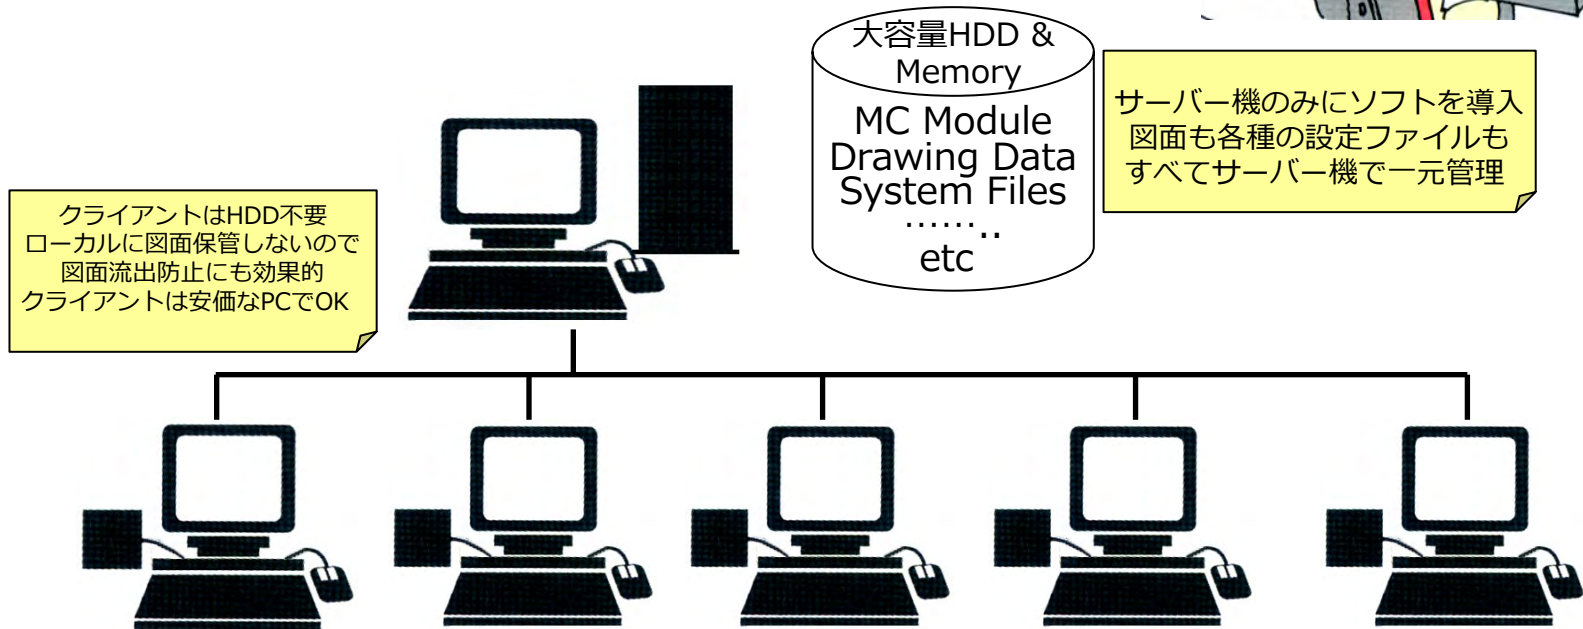 大容量HDD &
Memory
MC Module
Drawing Data
System Files
……..
etc
サーバー機のみにソフトを導入
図面も各種の設定ファイルも
すべてサーバー機で一元管理
クライアントはHDD不要
ローカルに図面保管しないので
図面流出防止にも効果的
クライアントは安価なPCでOK